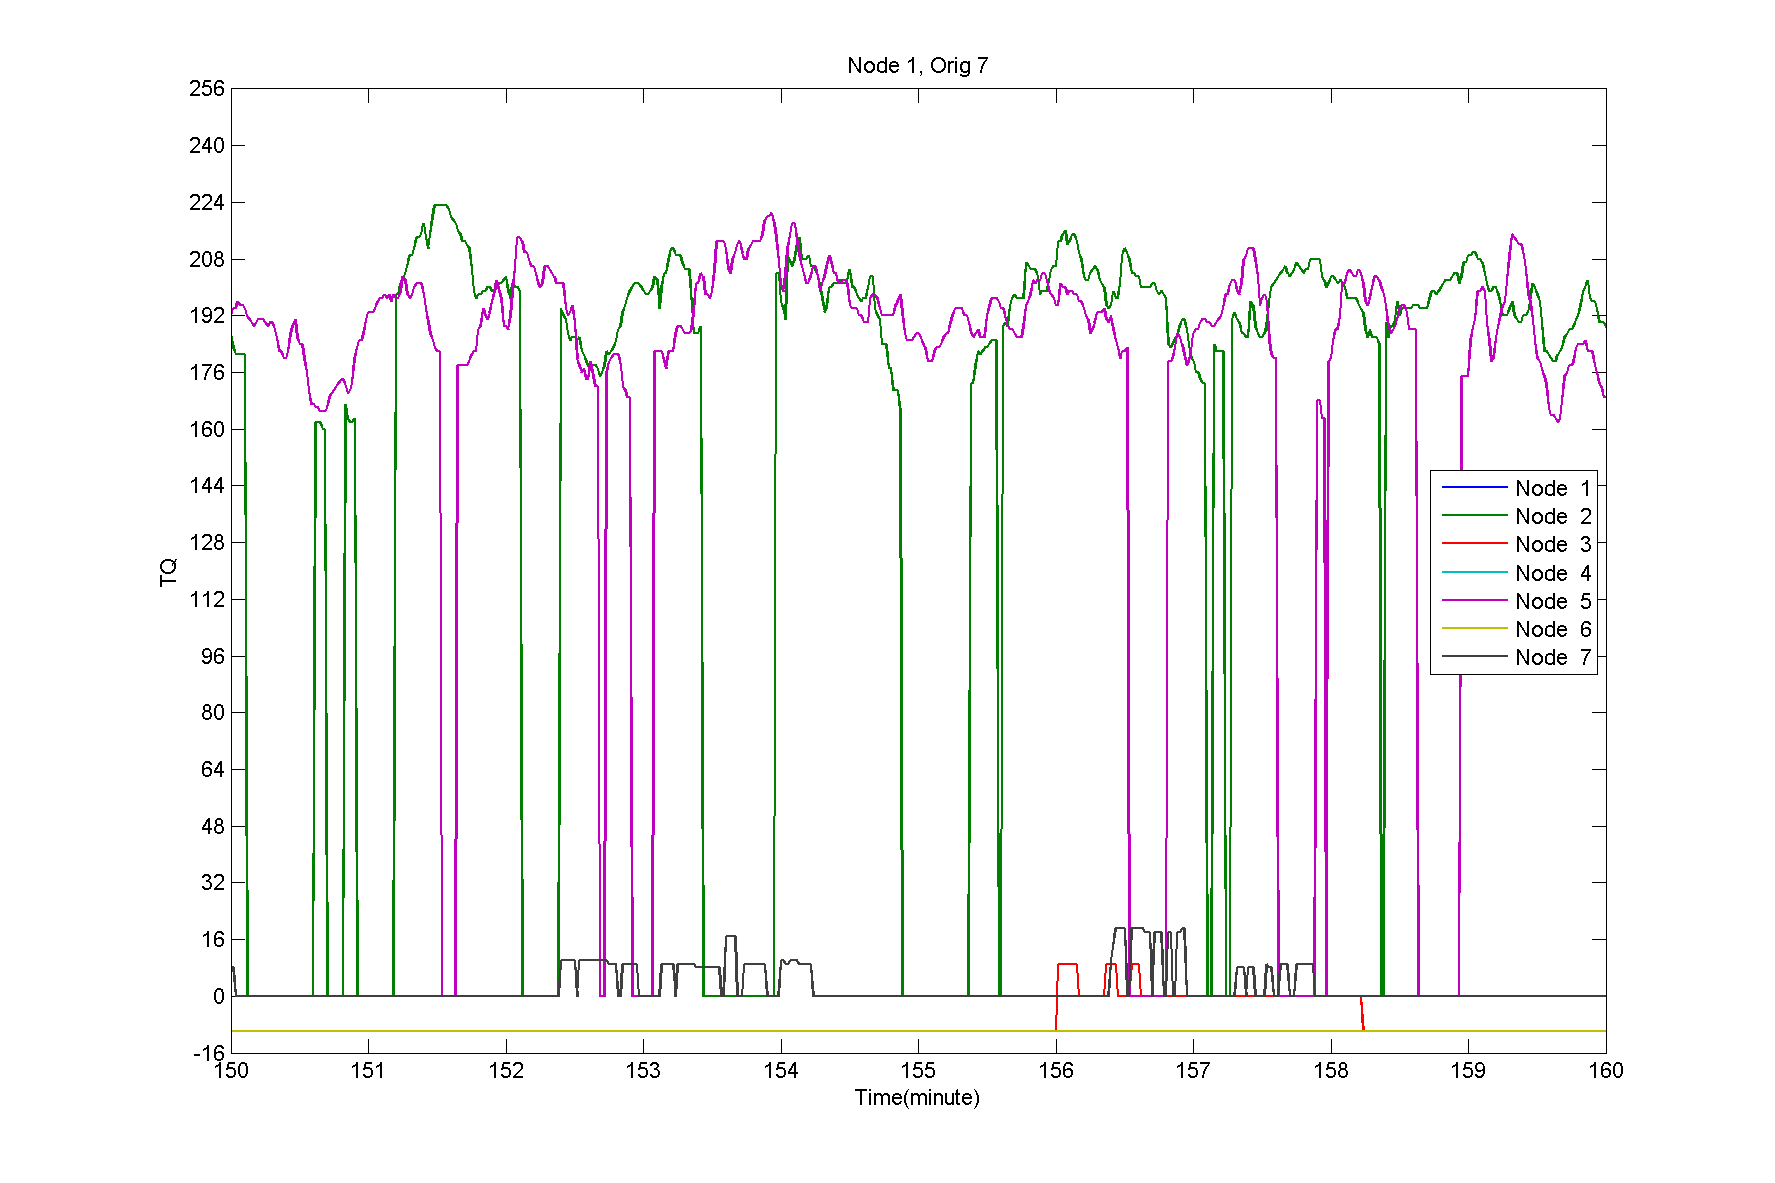 Node 1, Orig 7
256
240
224
208
192
176
160
144
128
112
96
80
64
48
32
16
0
-16
TQ
Node 1
Node 2
Node 3
Node 4
Node 5
Node 6
Node 7
150 151 152 153 154 155 156 157 158 159 160
Time(minute)